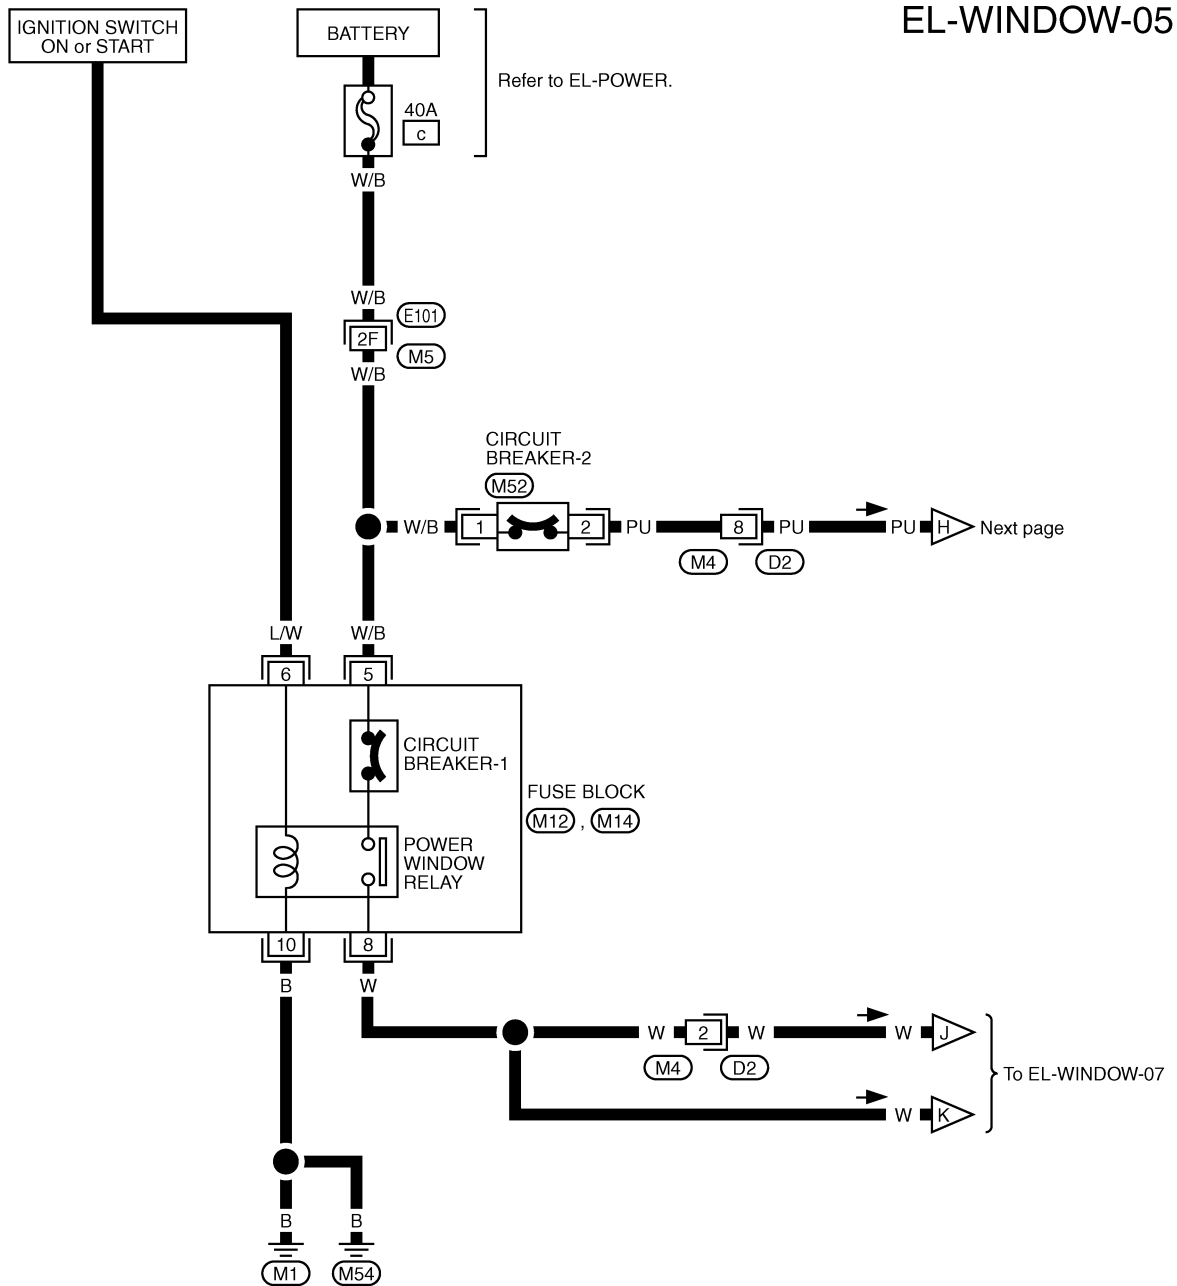 EL-WINDOW-05
IGNITION SWITCH
ON or START
BATTERY
Refer to EL-POWER.
40A
c
W/B
W/B
E101
2F
M5
W/B
CIRCUIT
BREAKER-2
M52
W/B
1
2
PU
8
PU
PU
H
Next page
M4
D2
L/W
W/B
6
5
CIRCUIT
BREAKER-1
FUSE BLOCK
M12 , M14
POWER
WINDOW
RELAY
10
8
B
W
W
2
W
W
J
M4
D2
To EL-WINDOW-07
W
K
B
B
M1
M54